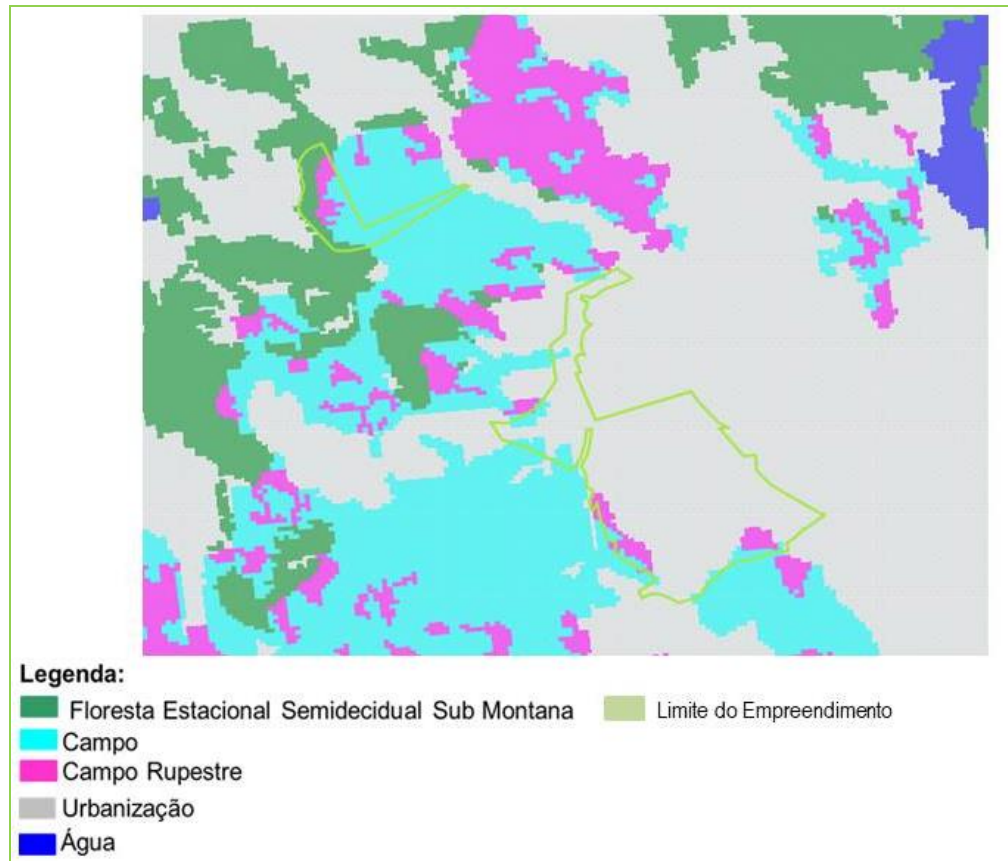 Legenda:
Floresta Estacional Semidecidual Sub Montana
Limite do Empreendimento
Campo
Campo Rupestre
Urbanização
Água